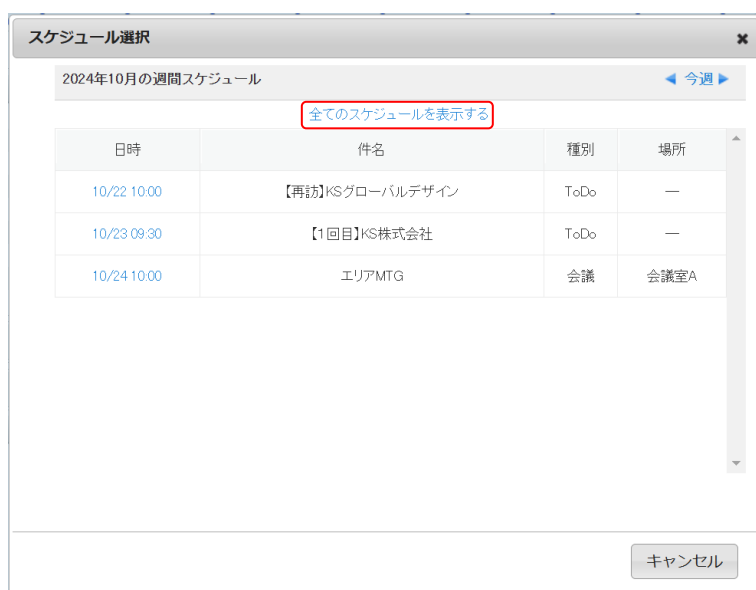 スケジュール選択 ✖
2024年10月の週間スケジュール ◀ 今週 ▶
全てのスケジュールを表示する
日時 件名 種別 場所
10/22 10:00 【再訪】KSグローバルデザイン ToDo —
10/23 09:30 【1回目】KS株式会社 ToDo —
10/24 10:00 エリアMTG 会議 会議室A
キャンセル